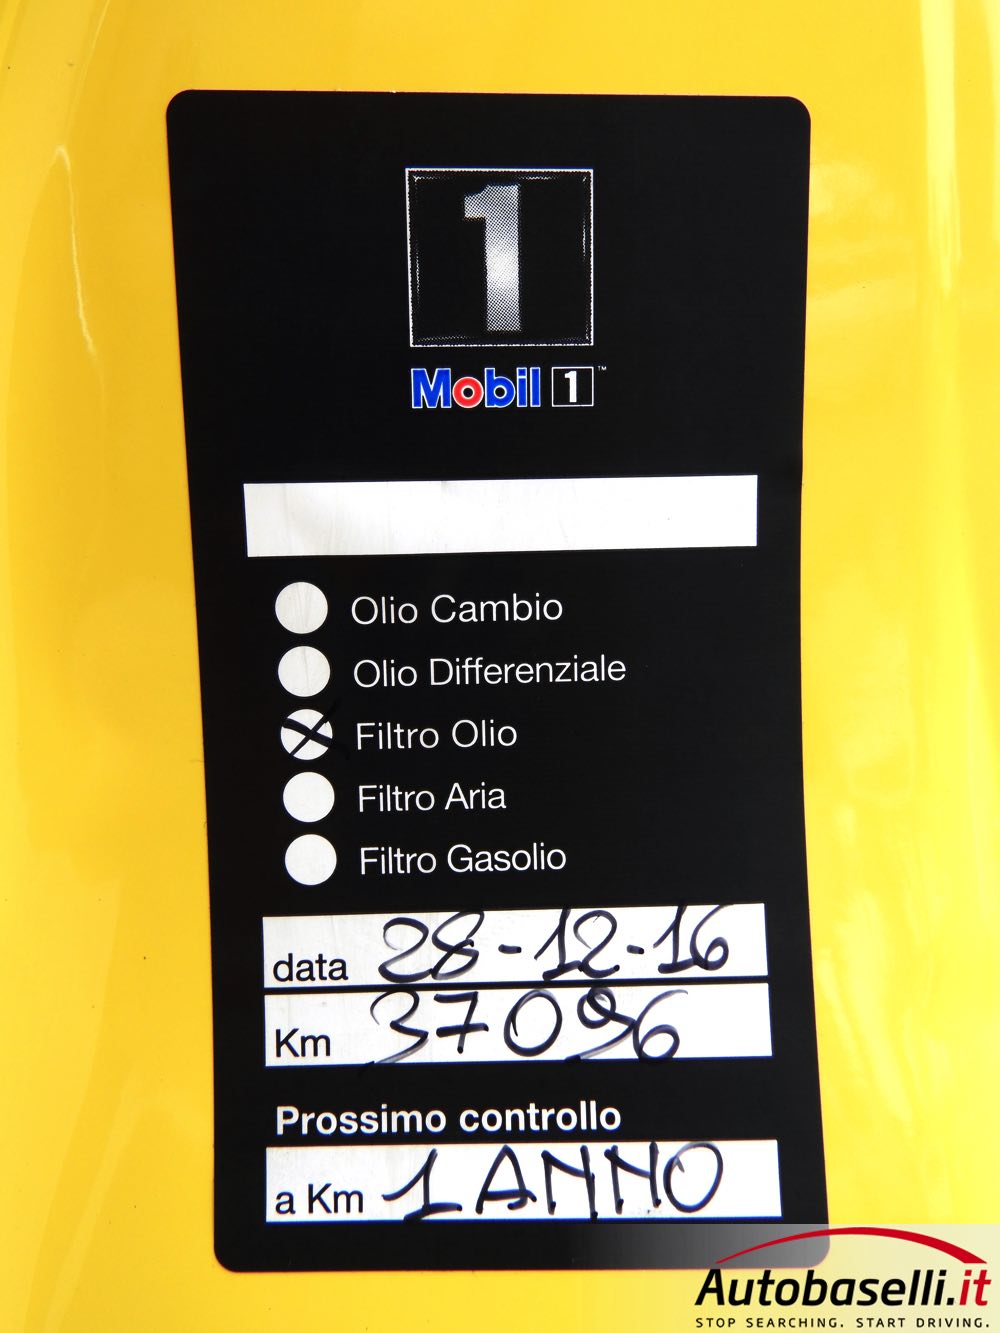 1
Mobil 1™
Olio Cambio
Olio Differenziale
Filtro Olio
Filtro Aria
Filtro Gasolio
data 28-12-16
Km 37096
Prossimo controllo
a Km 1 ANNO
Autobaselli.it
STOP SEARCHING. START DRIVING.